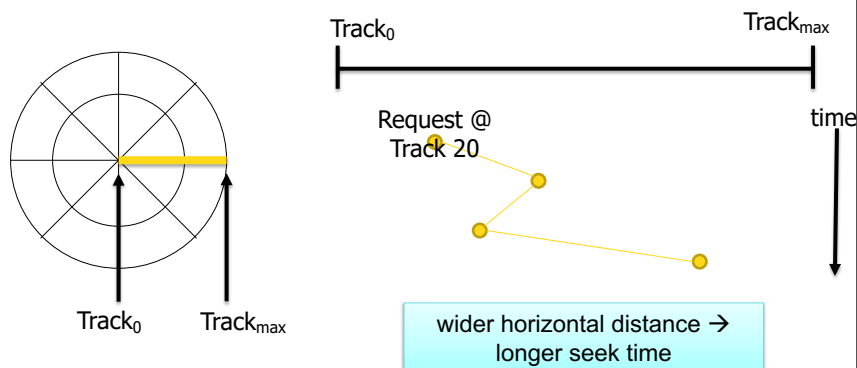 Track₀
Trackₘₐₓ
Request @
Track 20
time
Track₀
Trackₘₐₓ
wider horizontal distance →
longer seek time